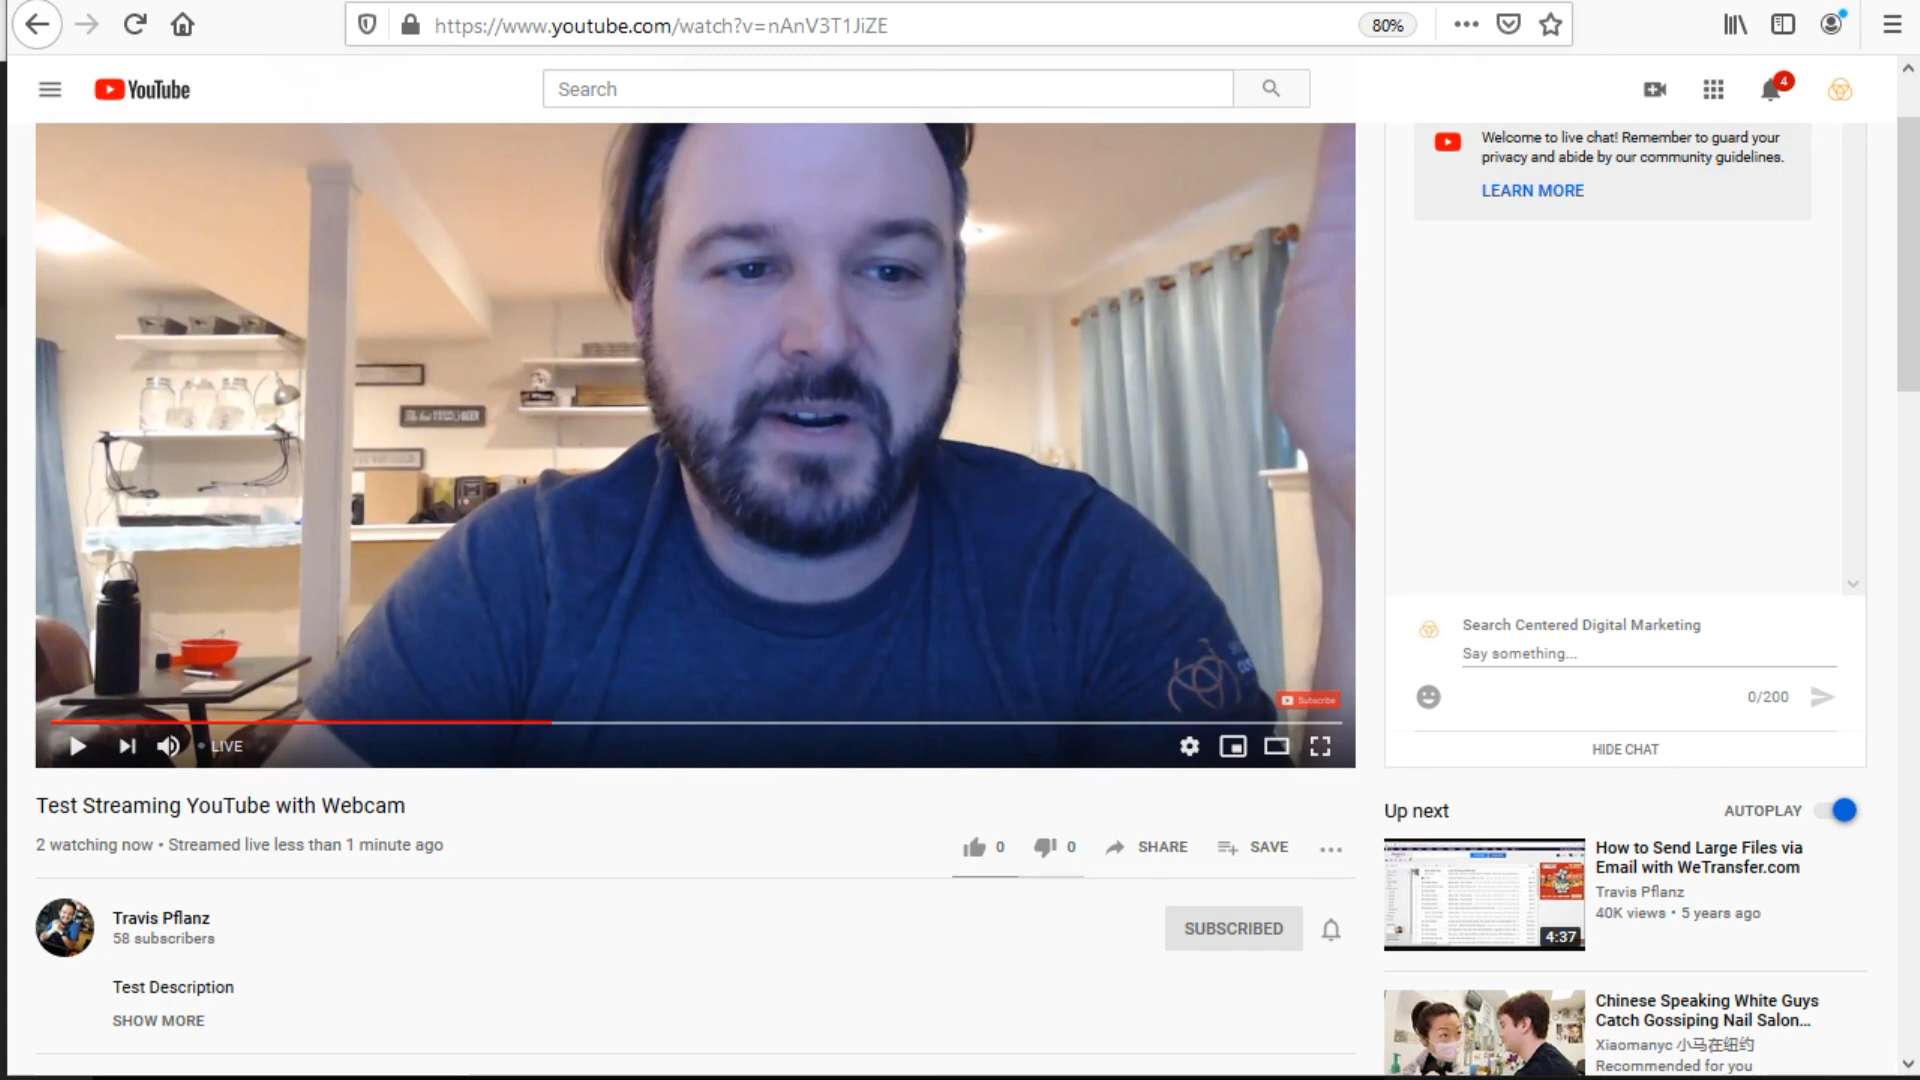 https://www.youtube.com/watch?v=nAnV3T1JiZE
80%
YouTube
Search
4
Welcome to live chat! Remember to guard your
privacy and abide by our community guidelines.
LEARN MORE
Subscribe
LIVE
Search Centered Digital Marketing
Say something...
0/200
HIDE CHAT
Test Streaming YouTube with Webcam
2 watching now • Streamed live less than 1 minute ago
0
0
SHARE
SAVE
Travis Pflanz
58 subscribers
SUBSCRIBED
Test Description
SHOW MORE
Up next
AUTOPLAY
How to Send Large Files via
Email with WeTransfer.com
Travis Pflanz
40K views • 5 years ago
4:37
Chinese Speaking White Guys
Catch Gossiping Nail Salon...
Xiaomanyc 小马在纽约
Recommended for you